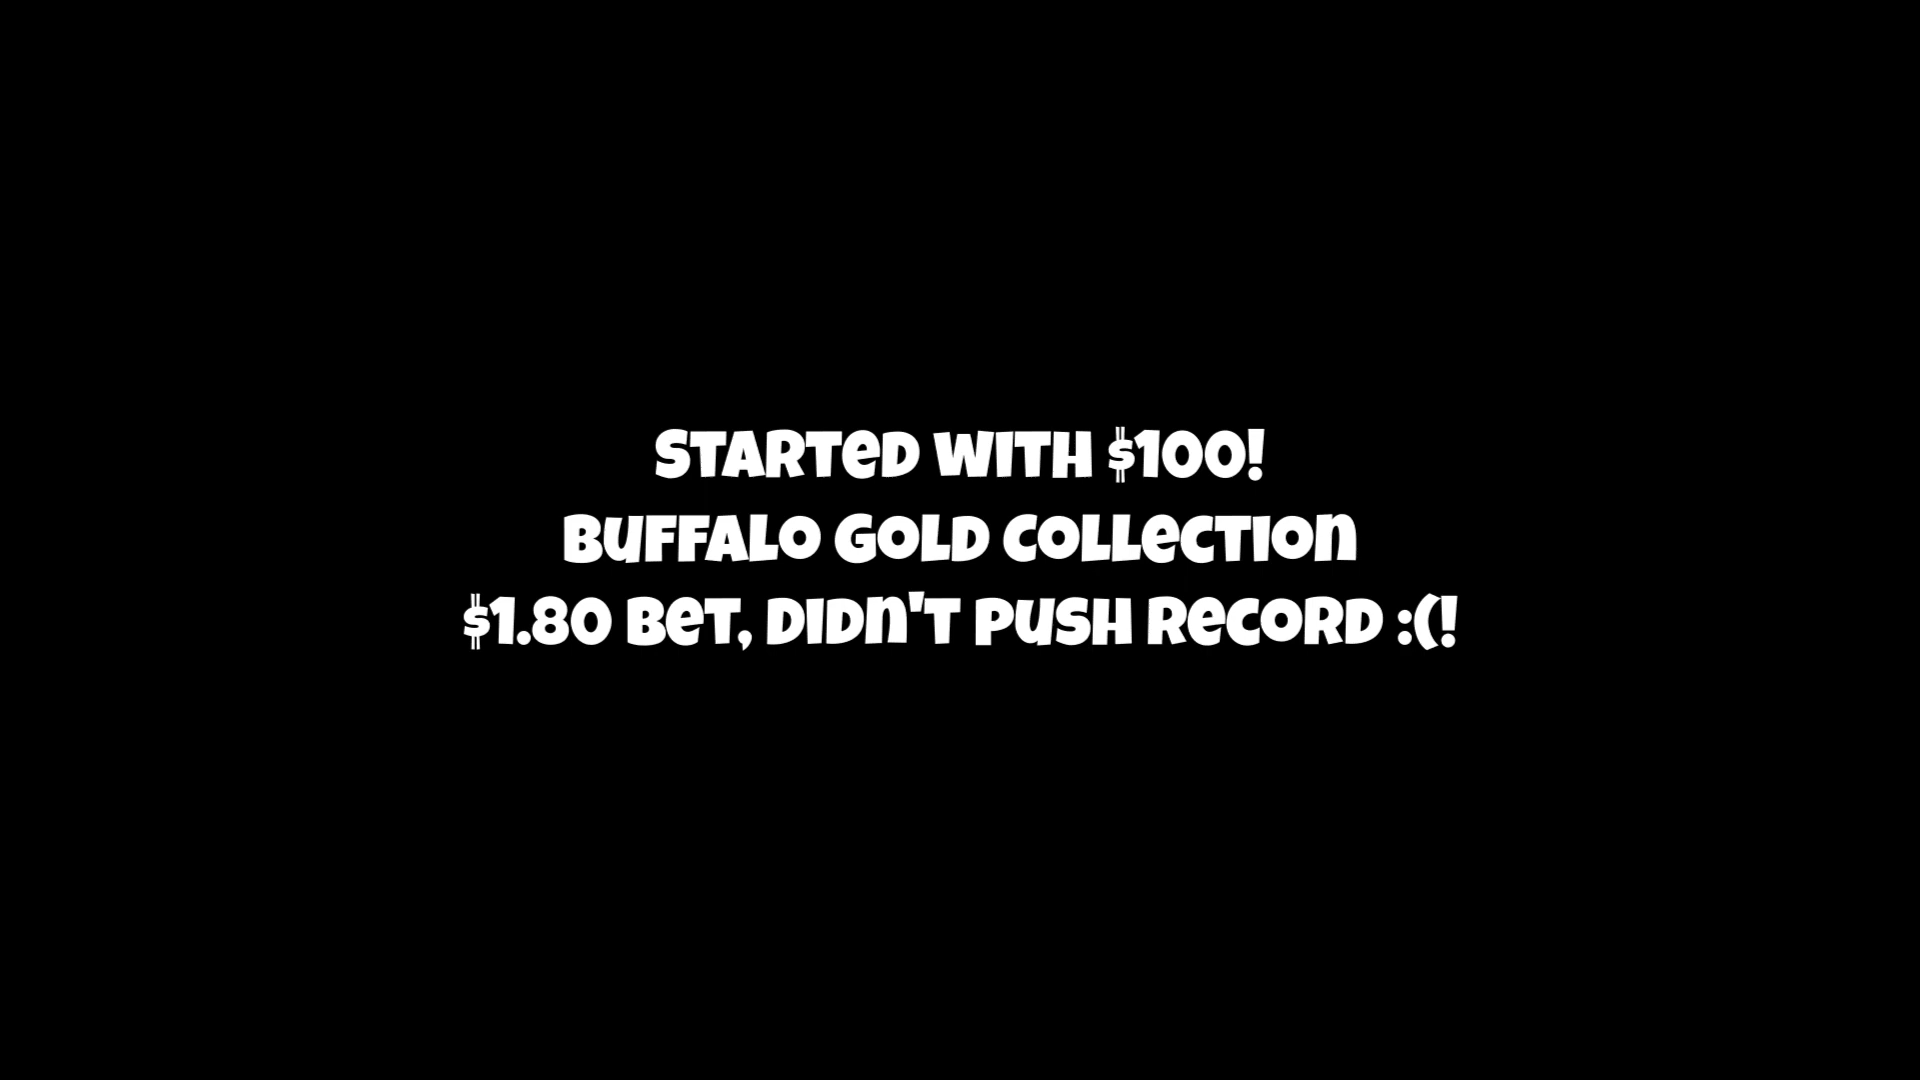 Started with $100!
Buffalo Gold Collection
$1.80 bet, didn't push record :(!